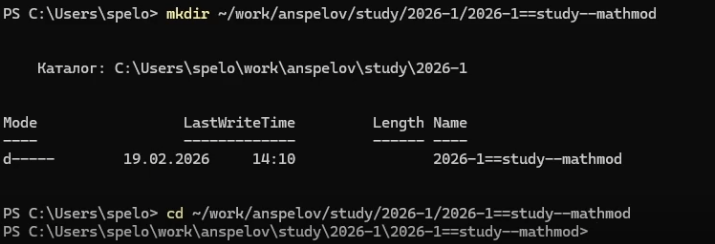 PS C:\Users\spelo> mkdir ~/work/anspelov/study/2026-1/2026-1==study--mathmod
Каталог: C:\Users\spelo\work\anspelov\study\2026-1
Mode                 LastWriteTime         Length Name
----                 -------------         ------ ----
d-----        19.02.2026     14:10                2026-1==study--mathmod
PS C:\Users\spelo> cd ~/work/anspelov/study/2026-1/2026-1==study--mathmod
PS C:\Users\spelo\work\anspelov\study\2026-1\2026-1==study--mathmod>